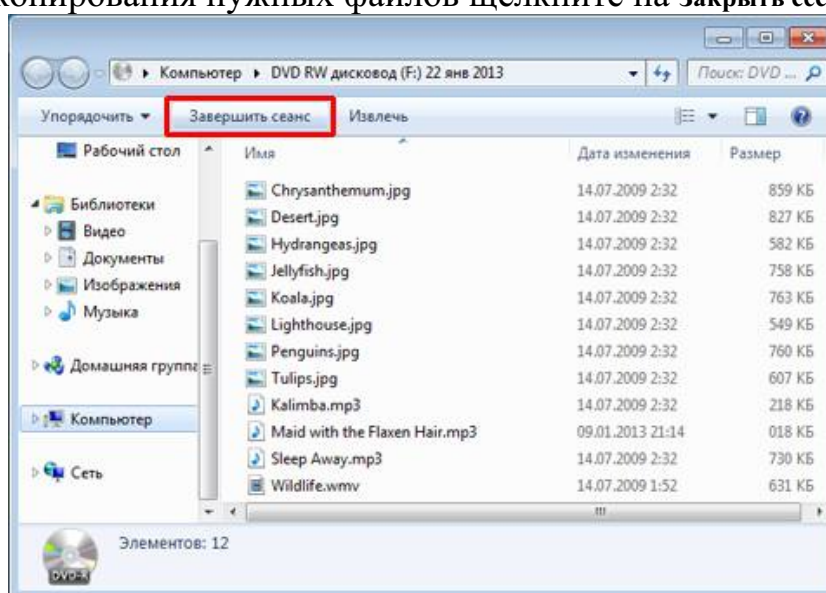 копирования нужных файлов щелкните на закрыть
Компьютер ▸ DVD RW дисковод (F:) 22 янв 2013
Поиск: DVD ...
Упорядочить Завершить сеанс Извлечь
Рабочий стол
Библиотеки
Видео
Документы
Изображения
Музыка
Домашняя группа
Компьютер
Сеть
Имя Дата изменения Размер
Chrysanthemum.jpg 14.07.2009 2:32 859 КБ
Desert.jpg 14.07.2009 2:32 827 КБ
Hydrangeas.jpg 14.07.2009 2:32 582 КБ
Jellyfish.jpg 14.07.2009 2:32 758 КБ
Koala.jpg 14.07.2009 2:32 763 КБ
Lighthouse.jpg 14.07.2009 2:32 549 КБ
Penguins.jpg 14.07.2009 2:32 760 КБ
Tulips.jpg 14.07.2009 2:32 607 КБ
Kalimba.mp3 14.07.2009 2:32 218 КБ
Maid with the Flaxen Hair.mp3 09.01.2013 21:14 018 КБ
Sleep Away.mp3 14.07.2009 2:32 730 КБ
Wildlife.wmv 14.07.2009 1:52 631 КБ
Элементов: 12
DVD-R